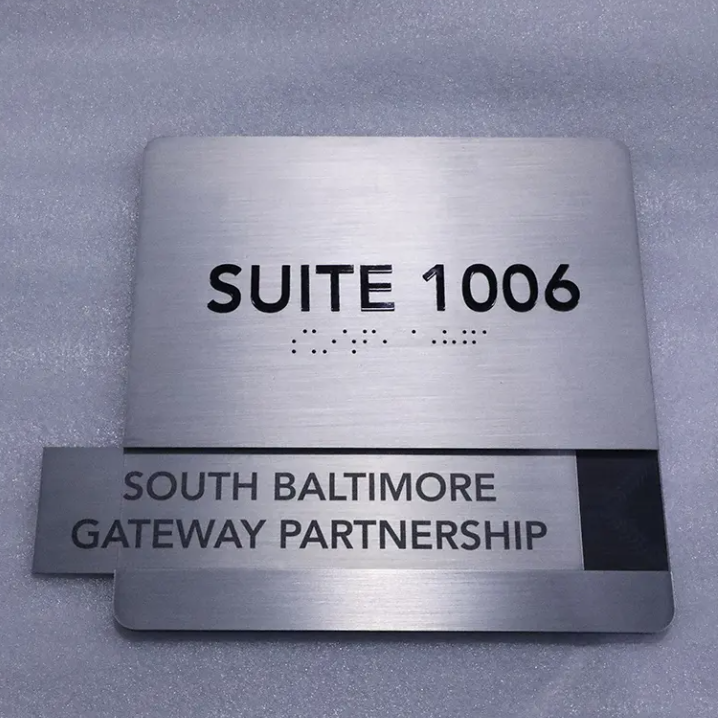 SUITE 1006
SOUTH BALTIMORE
GATEWAY PARTNERSHIP